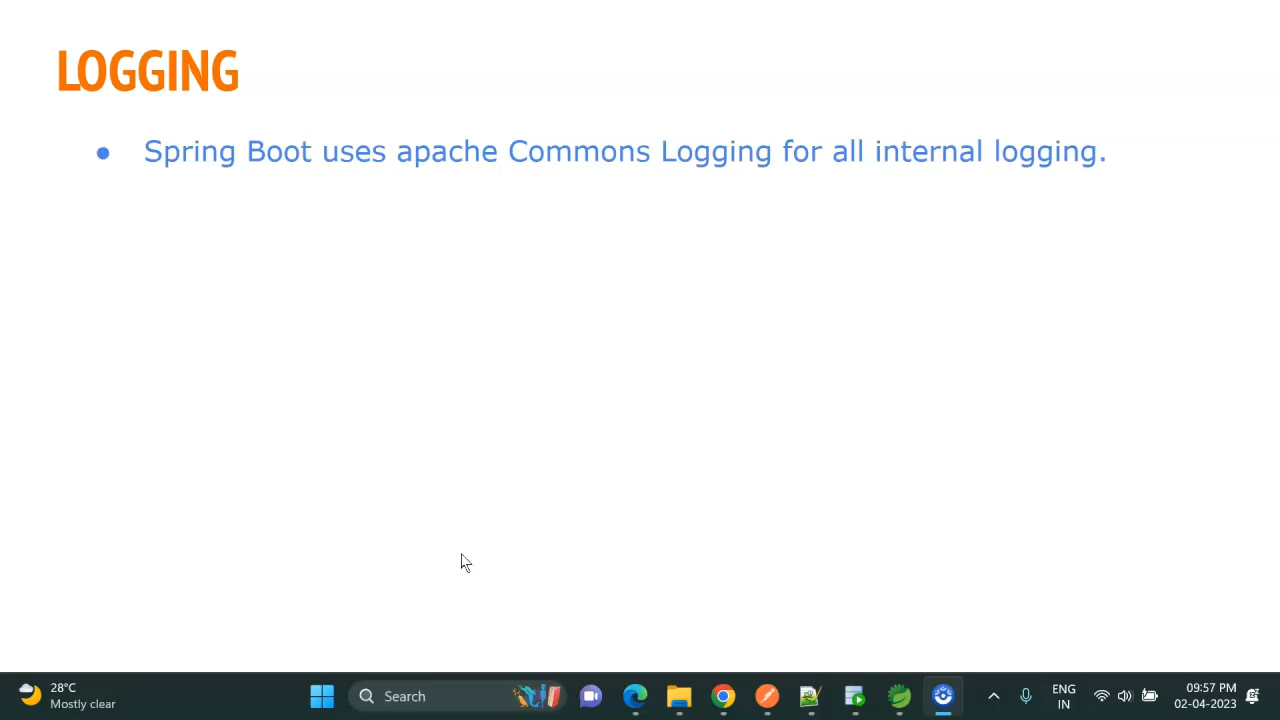 LOGGING
● Spring Boot uses apache Commons Logging for all internal logging.
28°C
Mostly clear
Search
ENG
IN
09:57 PM
02-04-2023